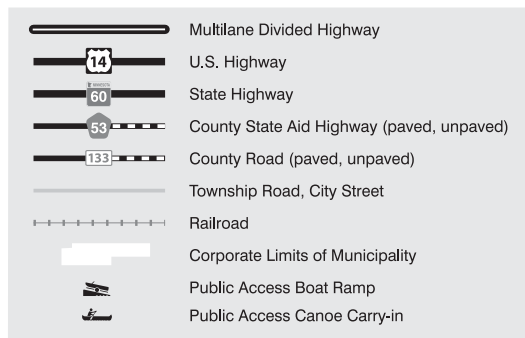 Multilane Divided Highway
14 U.S. Highway
MINNESOTA
60 State Highway
53 County State Aid Highway (paved, unpaved)
133 County Road (paved, unpaved)
Township Road, City Street
Railroad
Corporate Limits of Municipality
Public Access Boat Ramp
Public Access Canoe Carry-in